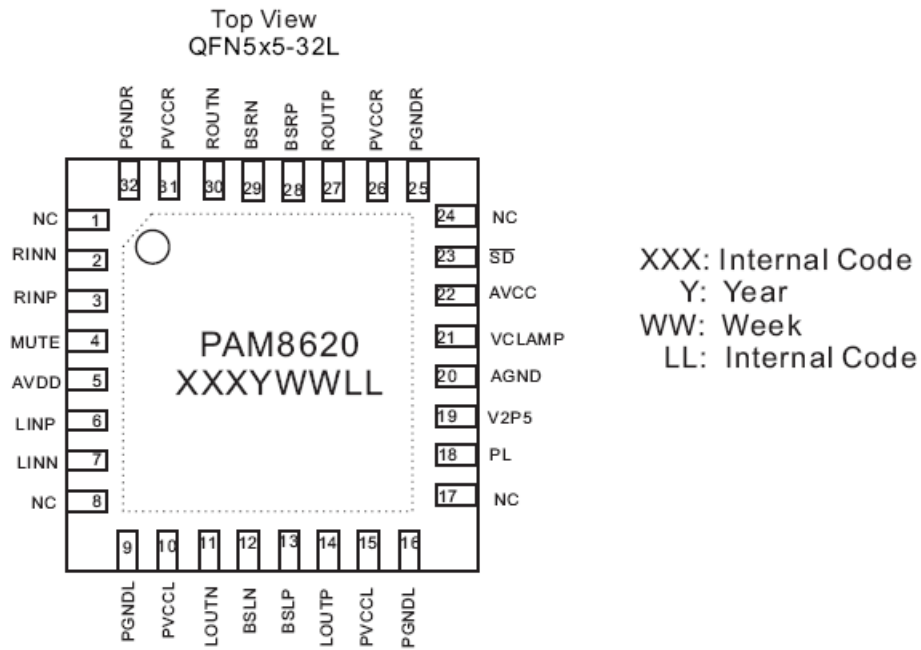 Top View
QFN5x5-32L
PGNDR PVCCR ROUTN BSRN BSRP ROUTP PVCCR PGNDR
32 31 30 29 28 27 26 25
NC 1
RINN 2
RINP 3
MUTE 4
AVDD 5
LINP 6
LINN 7
NC 8
24 NC
23 SD
22 AVCC
21 VCLAMP
20 AGND
19 V2P5
18 PL
17 NC
PAM8620
XXXYWWLL
9 10 11 12 13 14 15 16
PGNDL PVCCL LOUTN BSLN BSLP LOUTP PVCCL PGNDL
XXX: Internal Code
Y: Year
WW: Week
LL: Internal Code